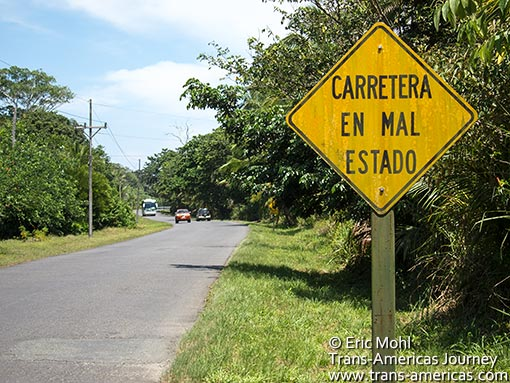 CARRETERA
EN MAL
ESTADO
© Eric Mohl
Trans-Americas Journey
www.trans-americas.com